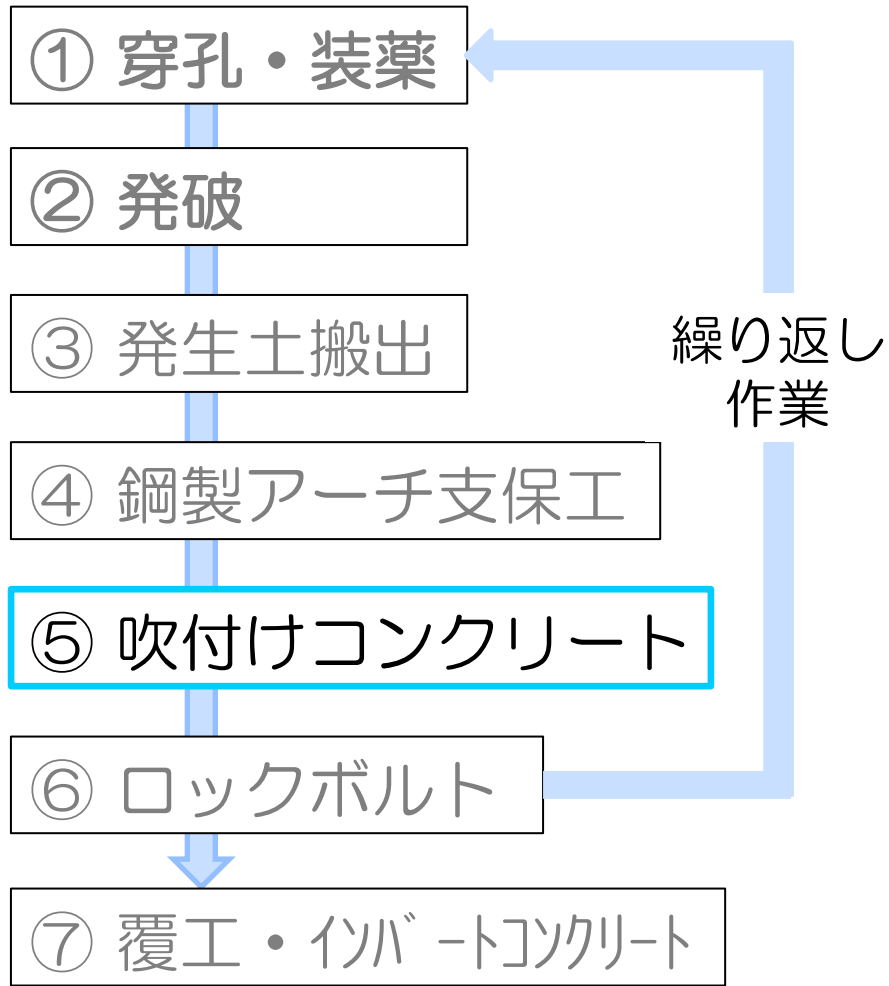 ① 穿孔・装薬
② 発破
③ 発生土搬出
繰り返し
作業
④ 鋼製アーチ支保工
⑤ 吹付けコンクリート
⑥ ロックボルト
⑦ 覆工・ｲﾝﾊﾞｰﾄｺﾝｸﾘｰﾄ